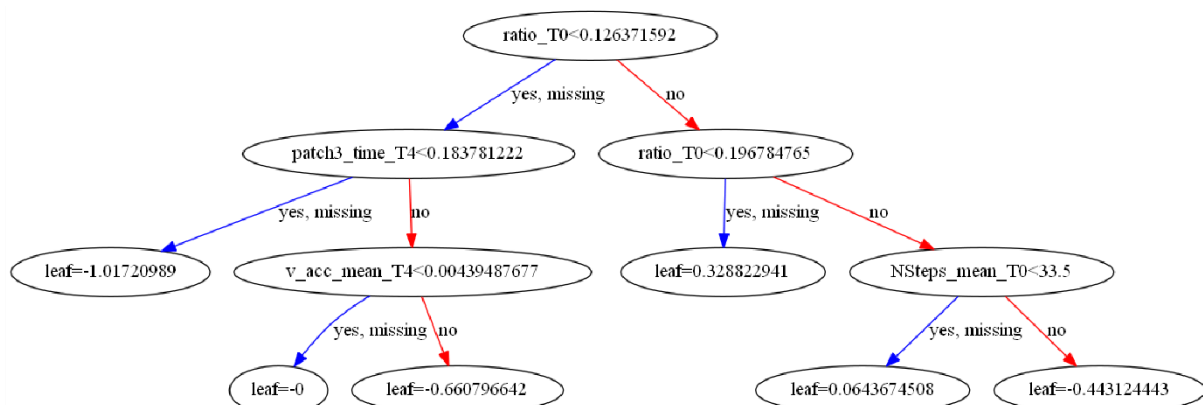 ratio_T0<0.126371592
yes, missing
no
patch3_time_T4<0.183781222
ratio_T0<0.196784765
yes, missing
no
yes, missing
no
leaf=-1.01720989
v_acc_mean_T4<0.00439487677
leaf=0.328822941
NSteps_mean_T0<33.5
yes, missing
no
yes, missing
no
leaf=-0
leaf=-0.660796642
leaf=0.0643674508
leaf=-0.443124443